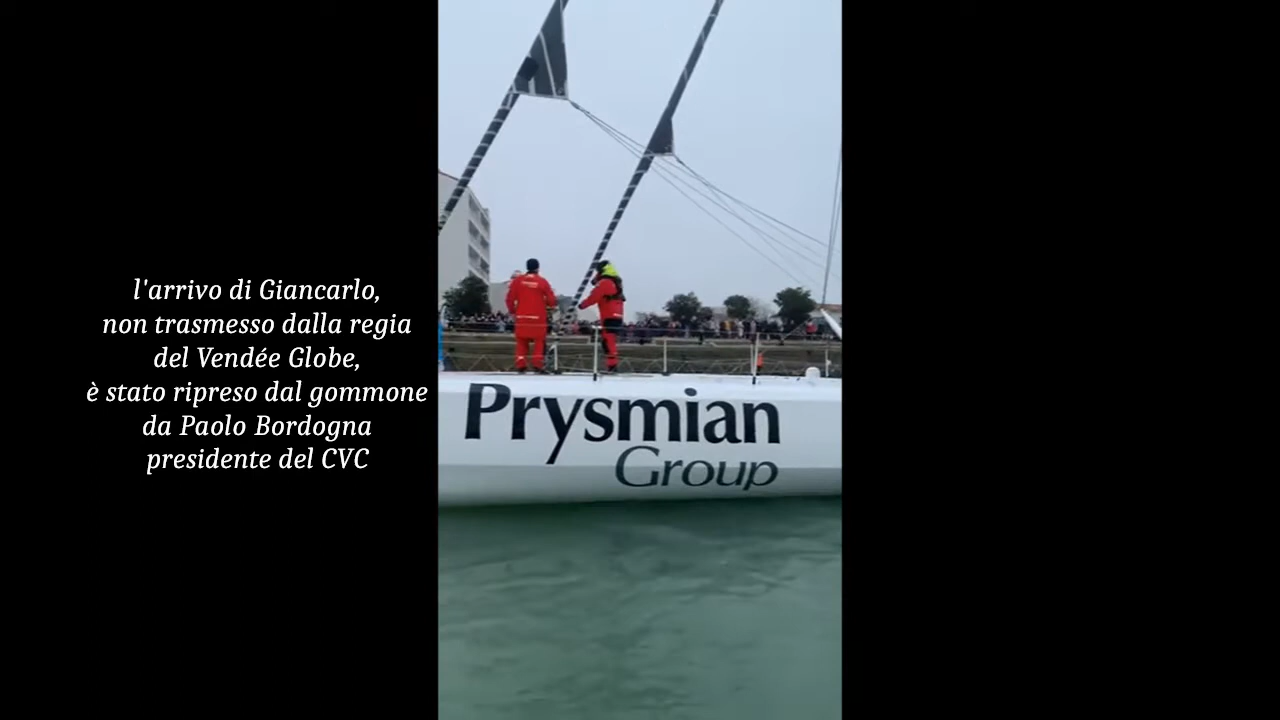 l'arrivo di Giancarlo,
non trasmesso dalla regia
del Vendée Globe,
è stato ripreso dal gommone
da Paolo Bordogna
presidente del CVC
Prysmian
Group